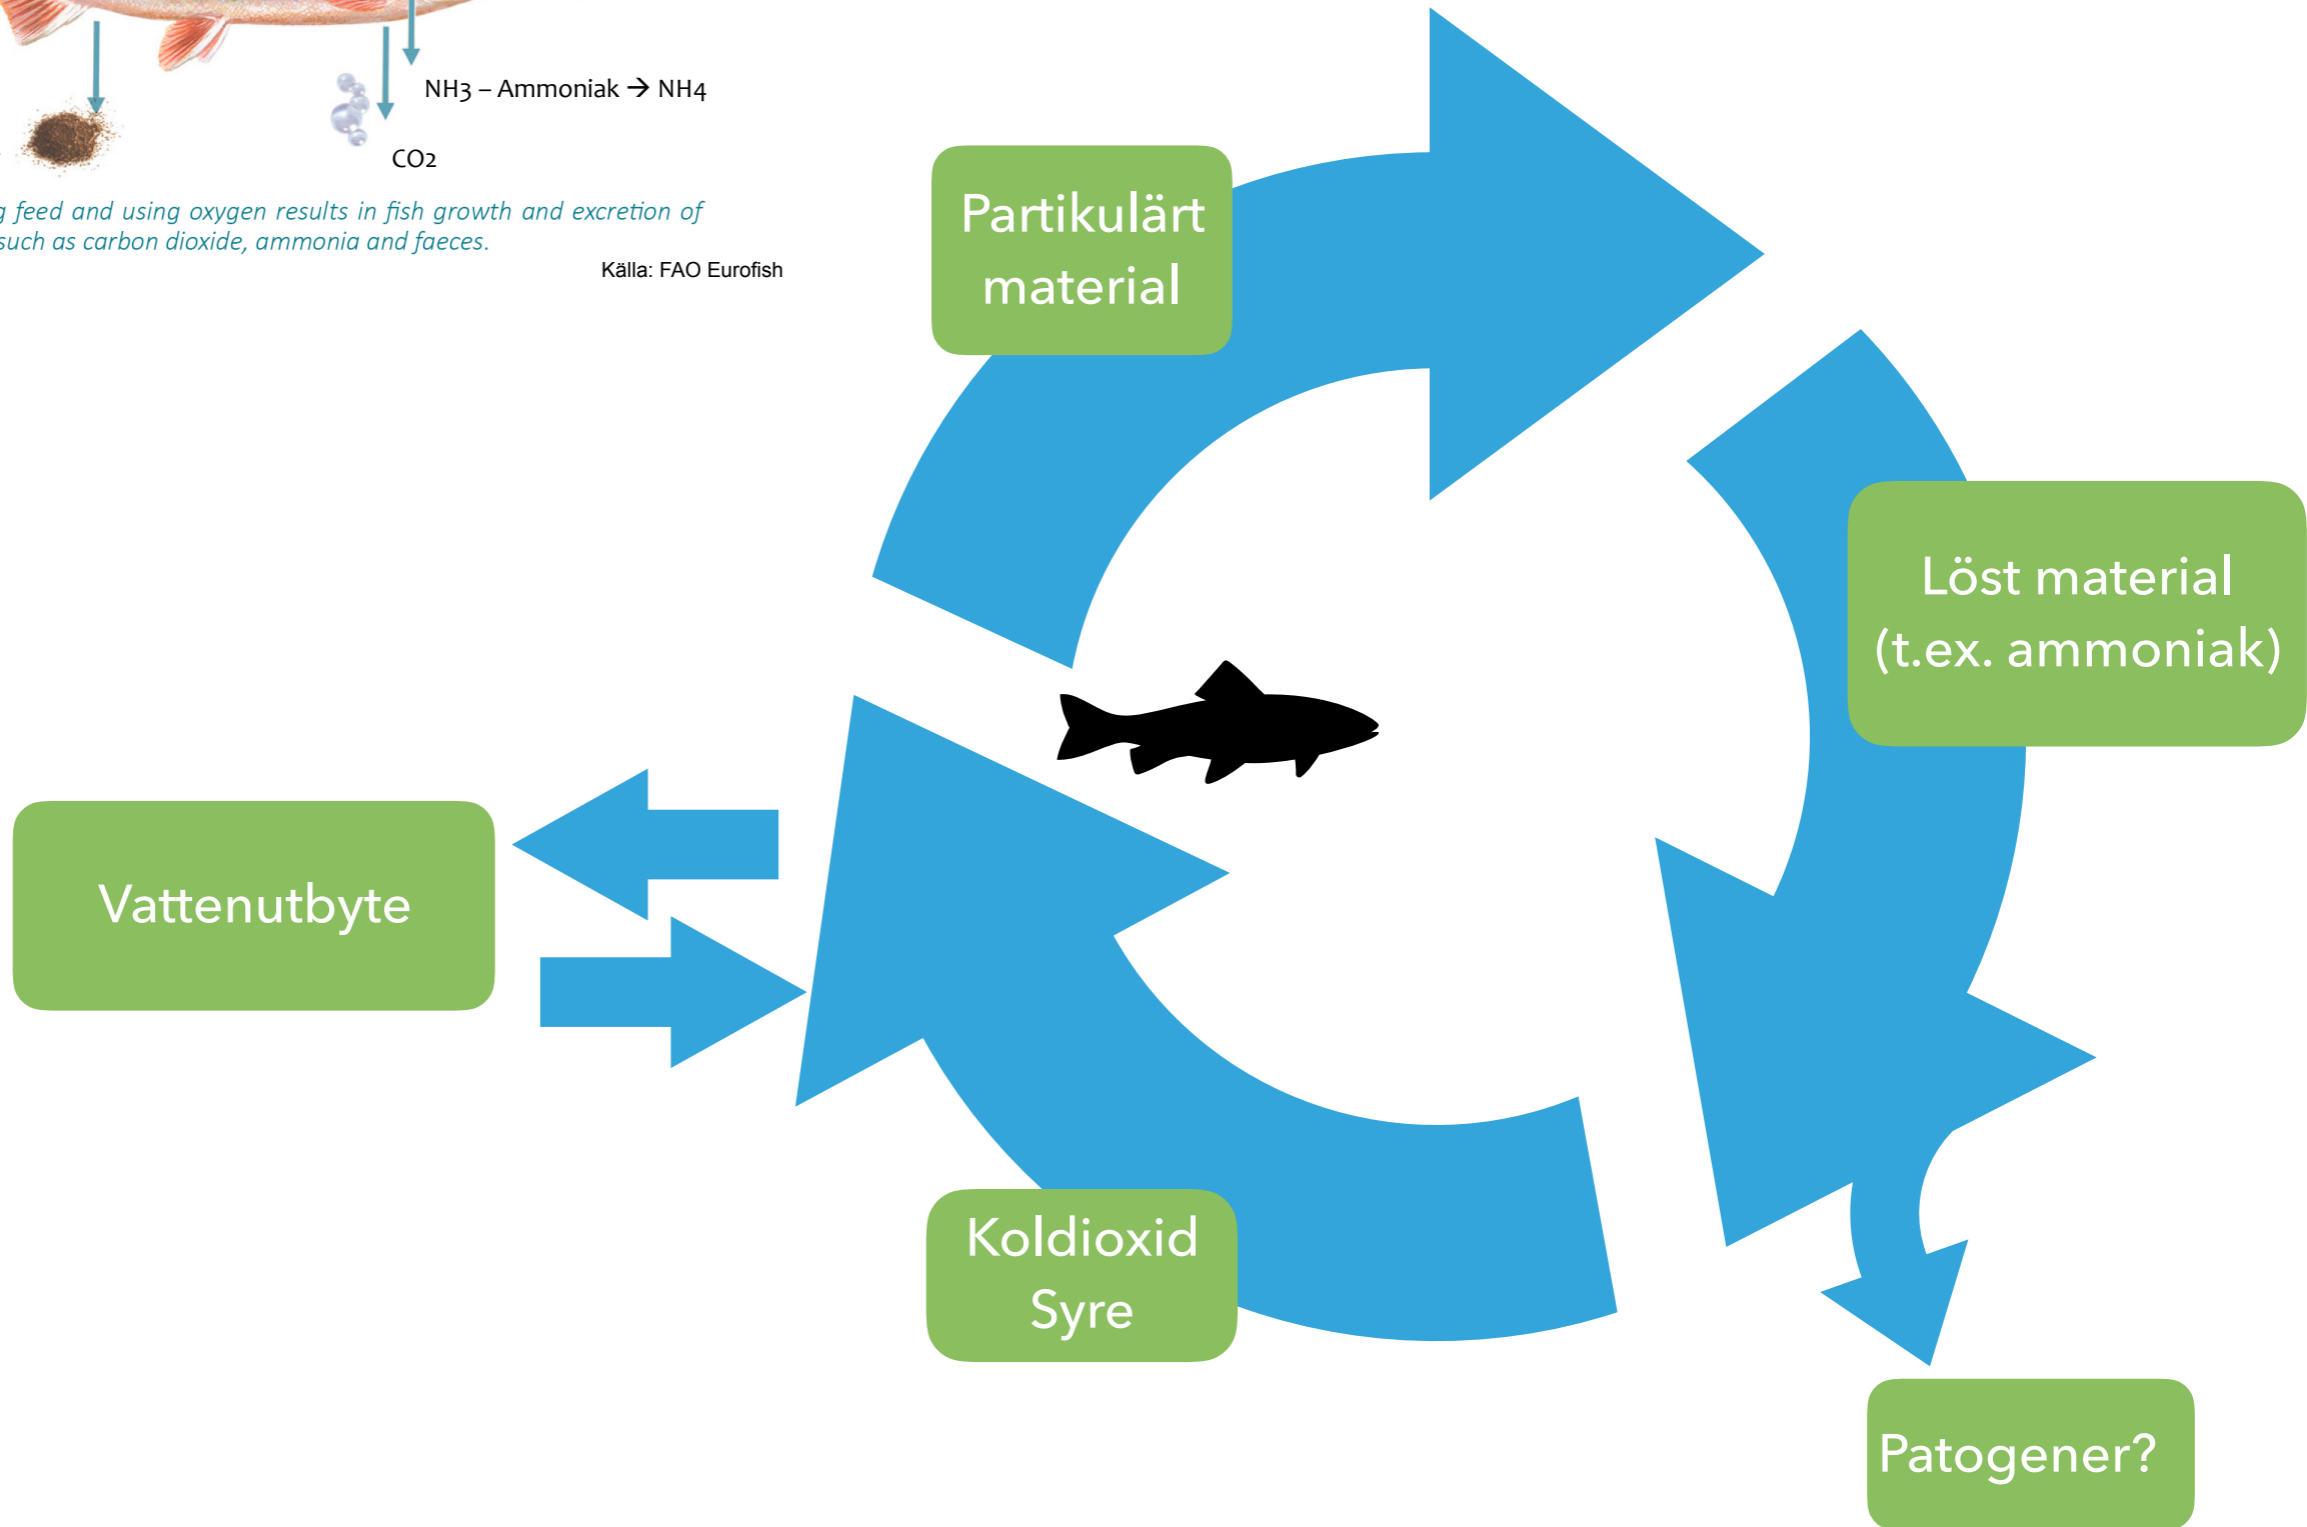 NH3 – Ammoniak → NH4
CO2
feed and using oxygen results in fish growth and excretion of
such as carbon dioxide, ammonia and faeces.
Källa: FAO Eurofish
Partikulärt
material
Löst material
(t.ex. ammoniak)
Vattenutbyte
Koldioxid
Syre
Patogener?